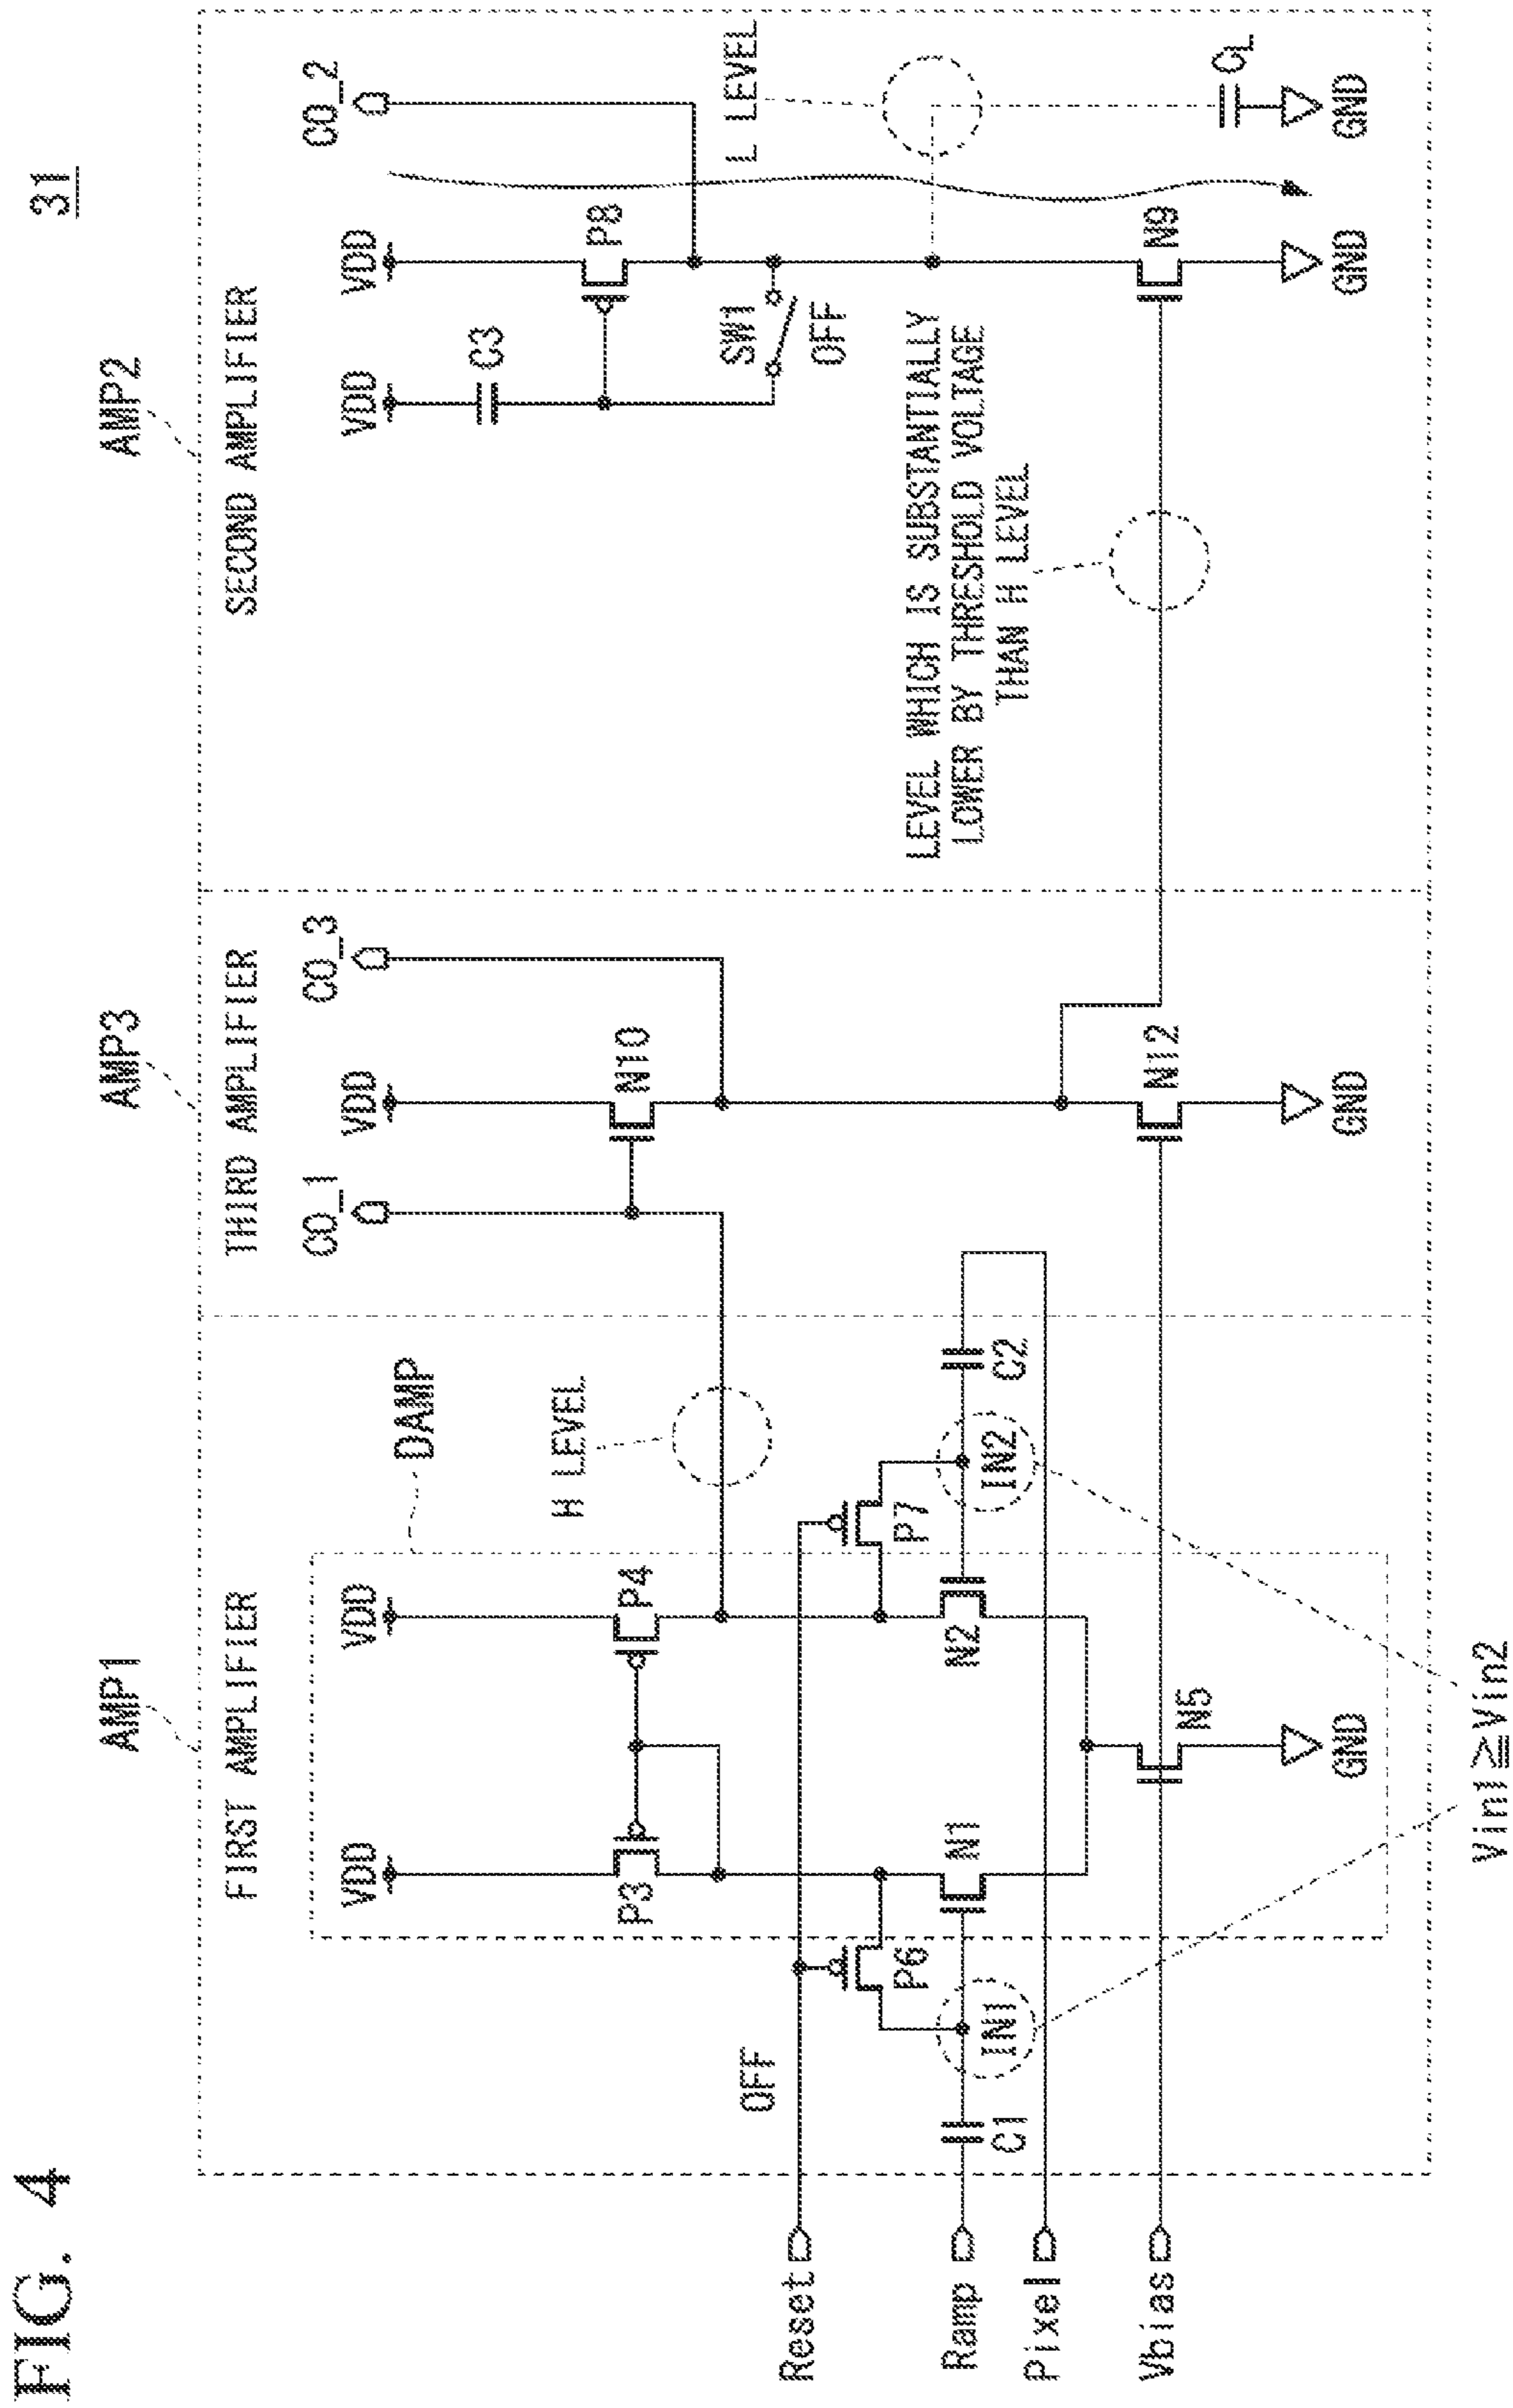 FIG. 4
31
AMP1
AMP3
AMP2
FIRST AMPLIFIER
THIRD AMPLIFIER
SECOND AMPLIFIER
DAMP
CO_1
CO_3
CO_2
VDD
VDD
VDD
VDD
VDD
P3
P4
N10
C3
P8
H LEVEL
L LEVEL
OFF
SW1
OFF
Reset
P6
P7
Ramp
C1
IN1
N1
N2
IN2
C2
Pixel
LEVEL WHICH IS SUBSTANTIALLY
LOWER BY THRESHOLD VOLTAGE
THAN H LEVEL
Vbias
N5
N12
N9
CL
GND
GND
GND
GND
Vin1≧Vin2